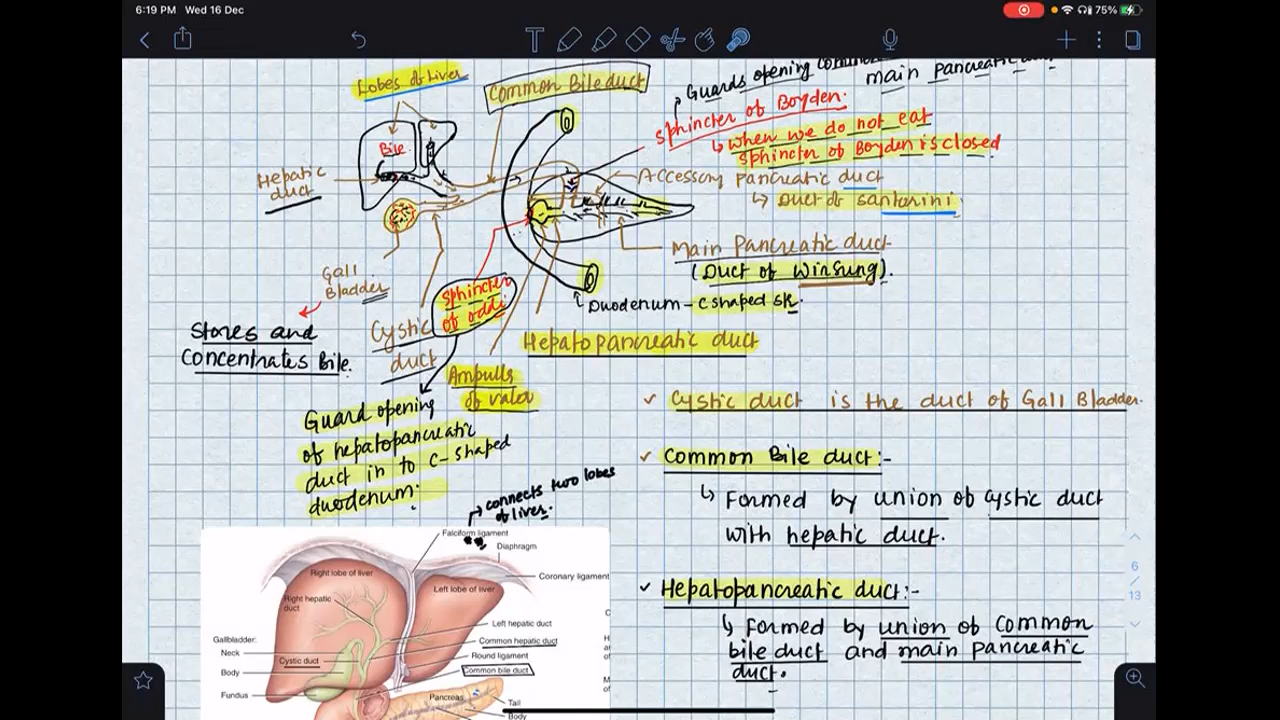 6:19 PM Wed 16 Dec
75%
Guards opening common
main pancreatic
Lobes of Liver
Common Bile duct
Sphincter of Boyden.
When we do not eat
sphincter of Boyden is closed
Bile
Hepatic
duct
Accessory pancreatic duct
Duct of santorini
Main Pancreatic duct
(Duct of Wirsung).
Gall
Bladder
Sphincter
of oddi
Duodenum - C shaped
Stores and
Concentrates Bile.
Cystic
duct
Hepatopancreatic duct
Ampulla
of vater
Guard opening
of hepatopancreatic
duct in to C-shaped
duodenum.
Cystic duct is the duct of Gall Bladder.
Common Bile duct:-
Formed by union of cystic duct
with hepatic duct.
Hepatopancreatic duct:-
Formed by union of common
bile duct and main pancreatic
duct.
connects two lobes
of liver.
Falciform ligament
Diaphragm
Coronary ligament
Right lobe of liver
Left lobe of liver
Right hepatic
duct
Left hepatic duct
Gallbladder:
Common hepatic duct
Neck
Cystic duct
Round ligament
Body
Common bile duct
Fundus
Pancreas:
Tail
Body
6
/
13